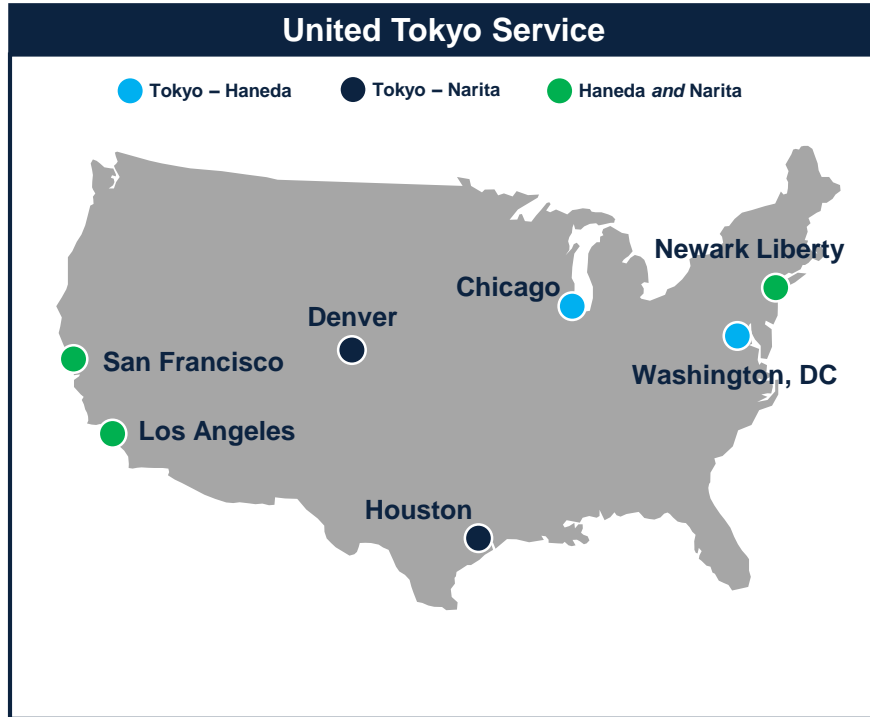 United Tokyo Service
Tokyo – Haneda
Tokyo – Narita
Haneda and Narita
Newark Liberty
Chicago
Denver
San Francisco
Washington, DC
Los Angeles
Houston